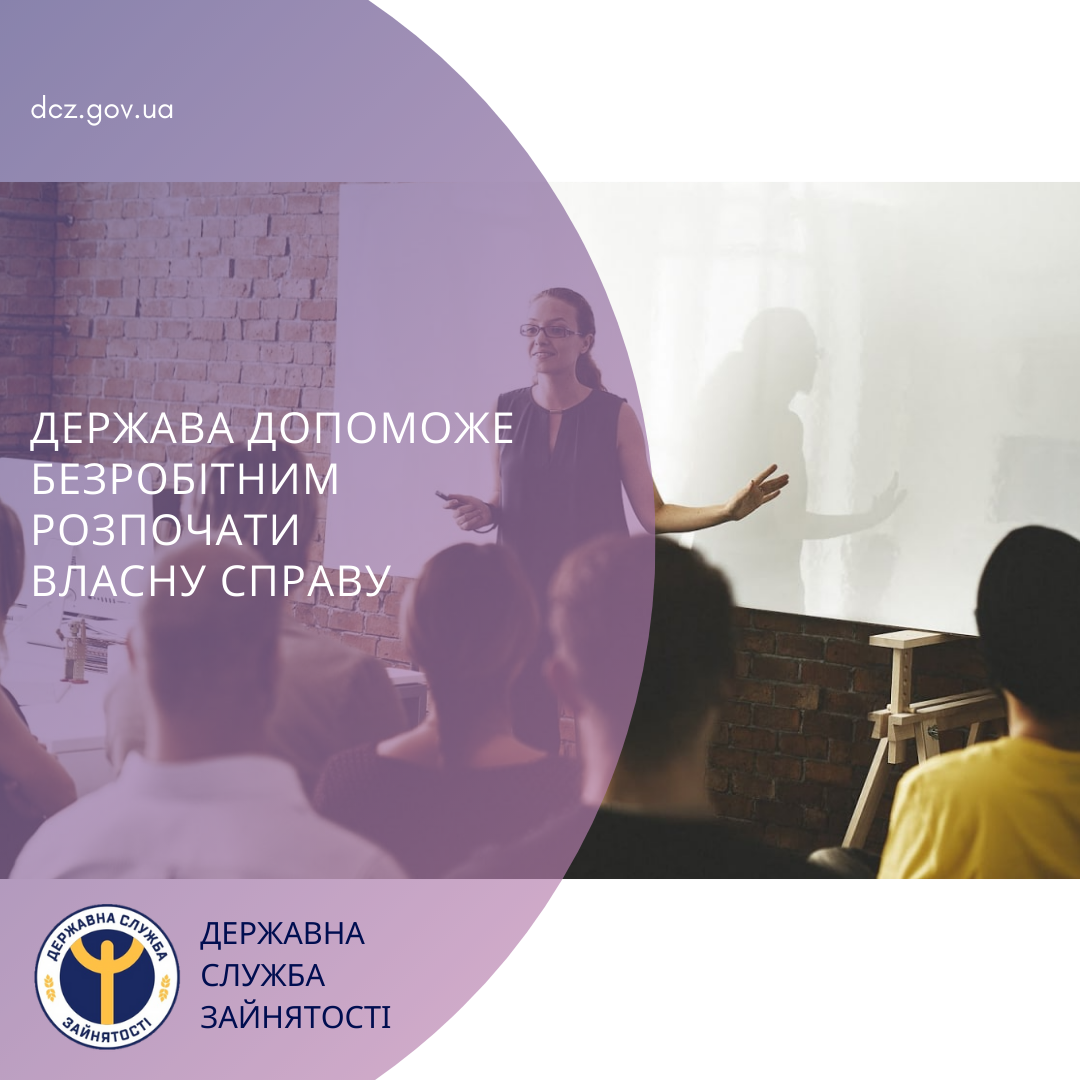 dcz.gov.ua
ДЕРЖАВА ДОПОМОЖЕ
БЕЗРОБІТНИМ
РОЗПОЧАТИ
ВЛАСНУ СПРАВУ
ДЕРЖАВНА СЛУЖБА
ЗАЙНЯТОСТІ
ДЕРЖАВНА
СЛУЖБА
ЗАЙНЯТОСТІ